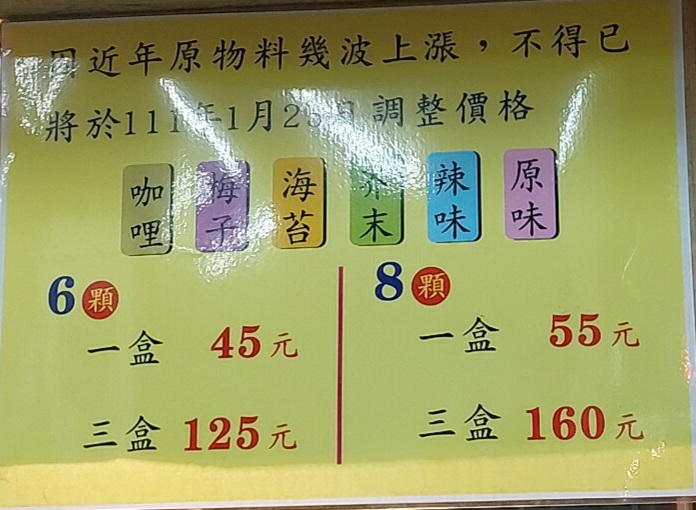 因近年原物料幾波上漲，不得已
將於111年1月25日調整價格
咖哩 梅子 海苔 芥末 辣味 原味
6顆 8顆
一盒 45元 一盒 55元
三盒 125元 三盒 160元